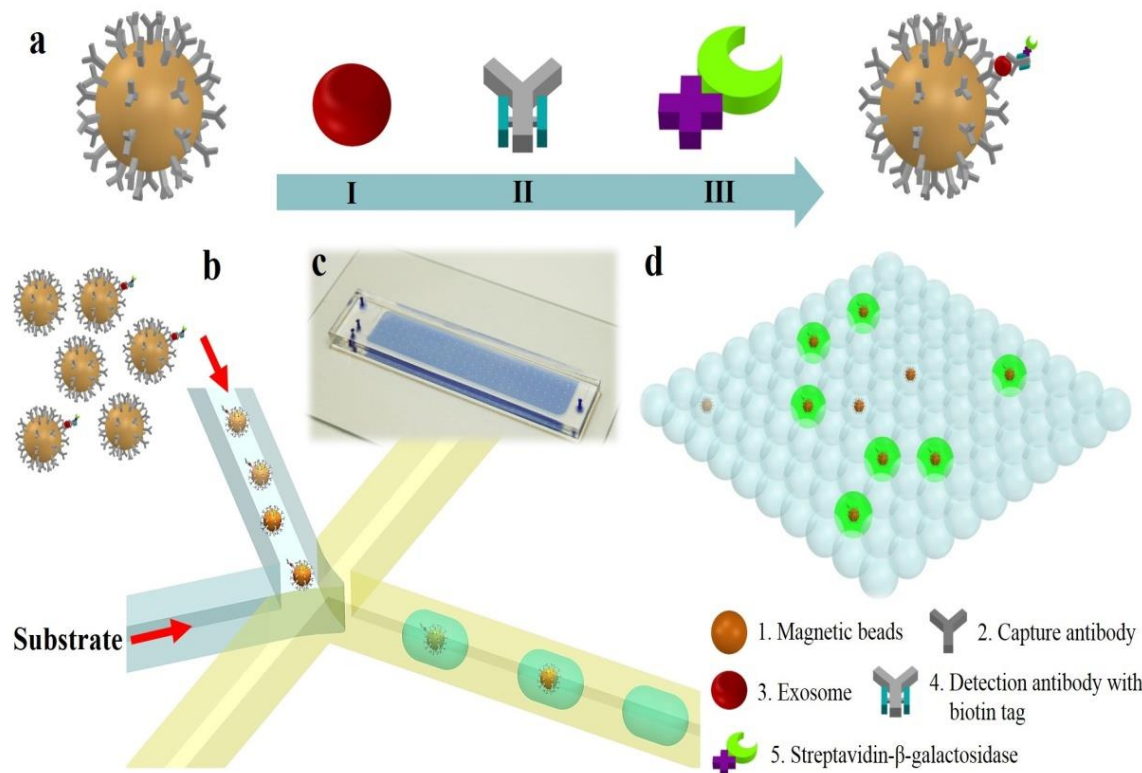 a
I II III
b
c
d
Substrate
1. Magnetic beads
2. Capture antibody
3. Exosome
4. Detection antibody with
biotin tag
5. Streptavidin-β-galactosidase